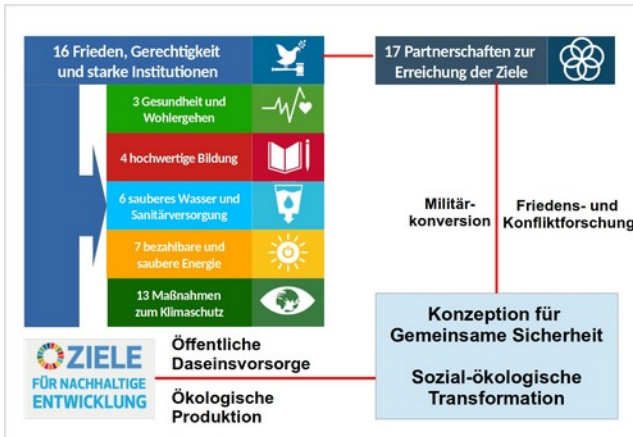 16 Frieden, Gerechtigkeit
und starke Institutionen
17 Partnerschaften zur
Erreichung der Ziele
3 Gesundheit und
Wohlergehen
4 hochwertige Bildung
6 sauberes Wasser und
Sanitärversorgung
7 bezahlbare und
saubere Energie
13 Maßnahmen
zum Klimaschutz
Militär-
konversion
Friedens- und
Konfliktforschung
Konzeption für
Gemeinsame Sicherheit
Sozial-ökologische
Transformation
ZIELE
FÜR NACHHALTIGE
ENTWICKLUNG
Öffentliche
Daseinsvorsorge
Ökologische
Produktion